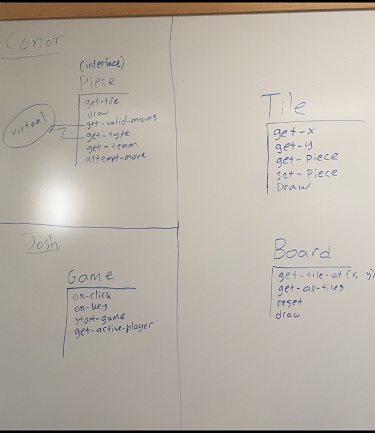 Conor
(interface)
Piece
get-tile
draw
get-valid-moves
get-type
get-team
attempt-move
virtual
Tile
get-x
get-y
get-Piece
set-Piece
Draw
Josh
Game
on-click
on-key
start-game
get-active-player
Board
get-tile-at (x, y)
get-all-tiles
reset
draw